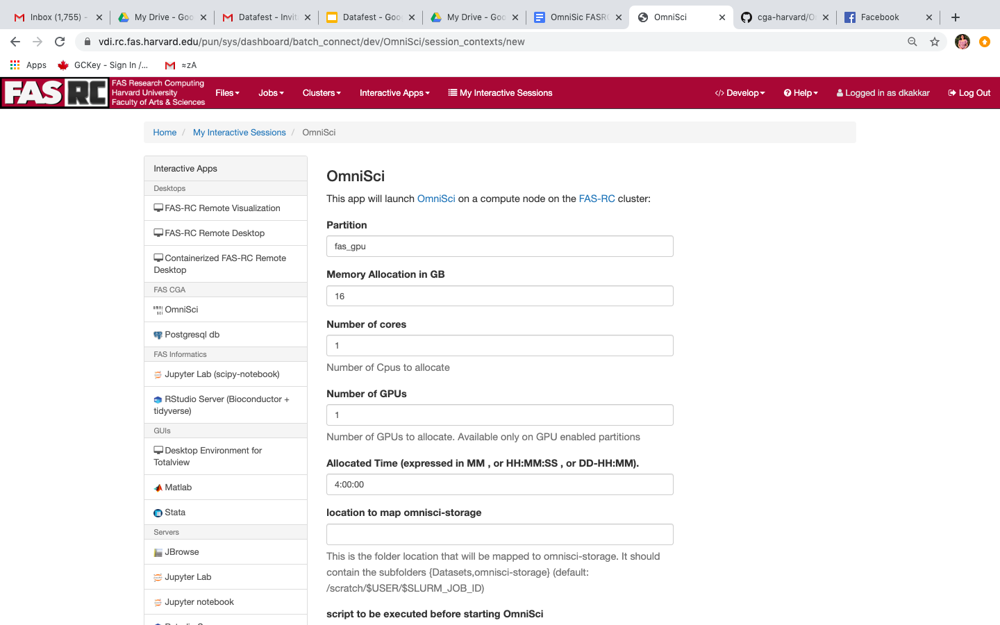 Inbox (1,755) -
My Drive - Goo
Datafest - Invit
Datafest - Goog
My Drive - Goo
OmniSic FASRC
OmniSci
cga-harvard/O
Facebook
vdi.rc.fas.harvard.edu/pun/sys/dashboard/batch_connect/dev/OmniSci/session_contexts/new
Apps
GCKey - Sign In /...
≈zA
FASRC
FAS Research Computing
Harvard University
Faculty of Arts & Sciences
Files
Jobs
Clusters
Interactive Apps
My Interactive Sessions
</> Develop
Help
Logged in as dkakkar
Log Out
Home / My Interactive Sessions / OmniSci
Interactive Apps
Desktops
FAS-RC Remote Visualization
FAS-RC Remote Desktop
Containerized FAS-RC Remote
Desktop
FAS CGA
OmniSci
Postgresql db
FAS Informatics
Jupyter Lab (scipy-notebook)
RStudio Server (Bioconductor +
tidyverse)
GUIs
Desktop Environment for
Totalview
Matlab
Stata
Servers
JBrowse
Jupyter Lab
Jupyter notebook
OmniSci
This app will launch OmniSci on a compute node on the FAS-RC cluster:
Partition
fas_gpu
Memory Allocation in GB
16
Number of cores
1
Number of Cpus to allocate
Number of GPUs
1
Number of GPUs to allocate. Available only on GPU enabled partitions
Allocated Time (expressed in MM , or HH:MM:SS , or DD-HH:MM).
4:00:00
location to map omnisci-storage
This is the folder location that will be mapped to omnisci-storage. It should
contain the subfolders {Datasets,omnisci-storage} (default:
/scratch/$USER/$SLURM_JOB_ID)
script to be executed before starting OmniSci